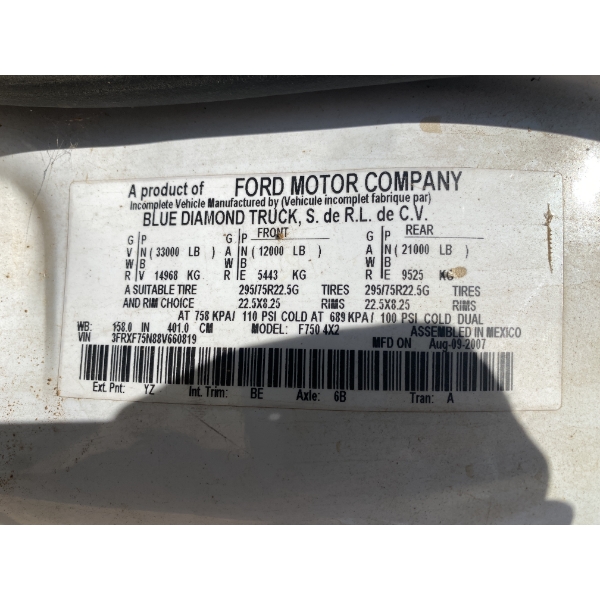 A product of FORD MOTOR COMPANY
Incomplete Vehicle Manufactured by (Vehicule incomplet fabrique par)
BLUE DIAMOND TRUCK, S. de R.L. de C.V.
FRONT REAR
G P G P G P
V N (33000 LB) A N (12000 LB) A N (21000 LB)
W B W B W B
R V 14968 KG R E 5443 KG R E 9525 KG
A SUITABLE TIRE 295/75R22.5G TIRES 295/75R22.5G TIRES
AND RIM CHOICE 22.5X8.25 RIMS 22.5X8.25 RIMS
AT 758 KPA/ 110 PSI COLD AT 689 KPA/ 100 PSI COLD DUAL
WB: 158.0 IN 401.0 CM MODEL: F750 4X2 ASSEMBLED IN MEXICO
VIN 3FRXF75N88V660819 MFD ON Aug-09-2007
Ext. Pnt: YZ Int. Trim: BE Axle: 6B Tran: A